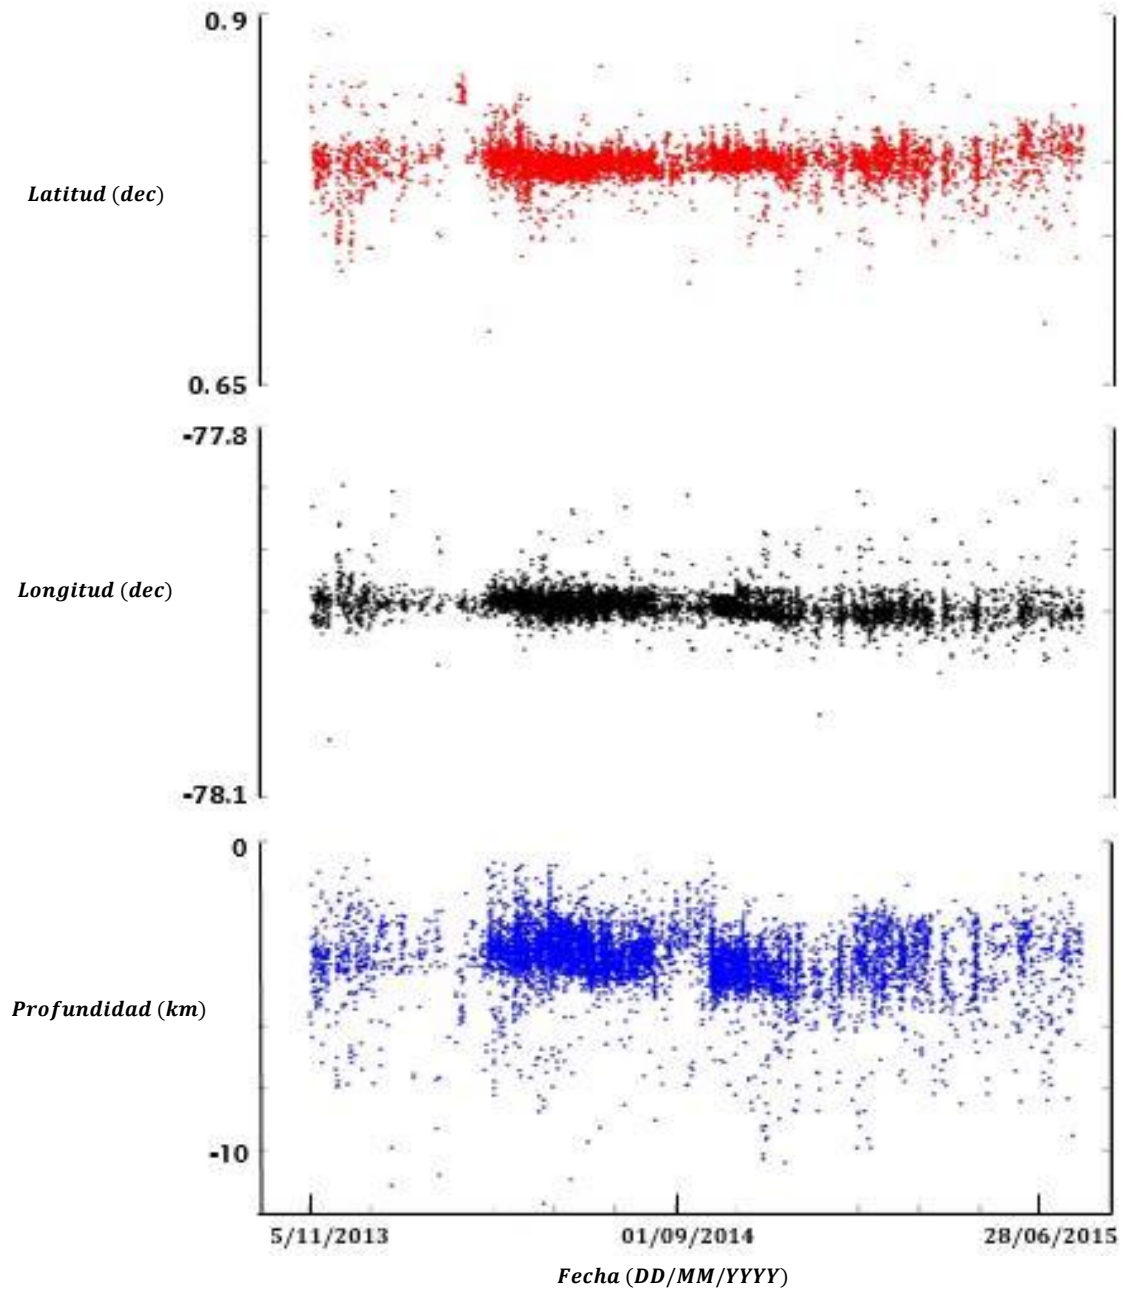 0.9
Latitud (dec)
0.65
-77.8
Longitud (dec)
-78.1
0
Profundidad (km)
-10
5/11/2013 01/09/2014 28/06/2015
Fecha (DD/MM/YYYY)